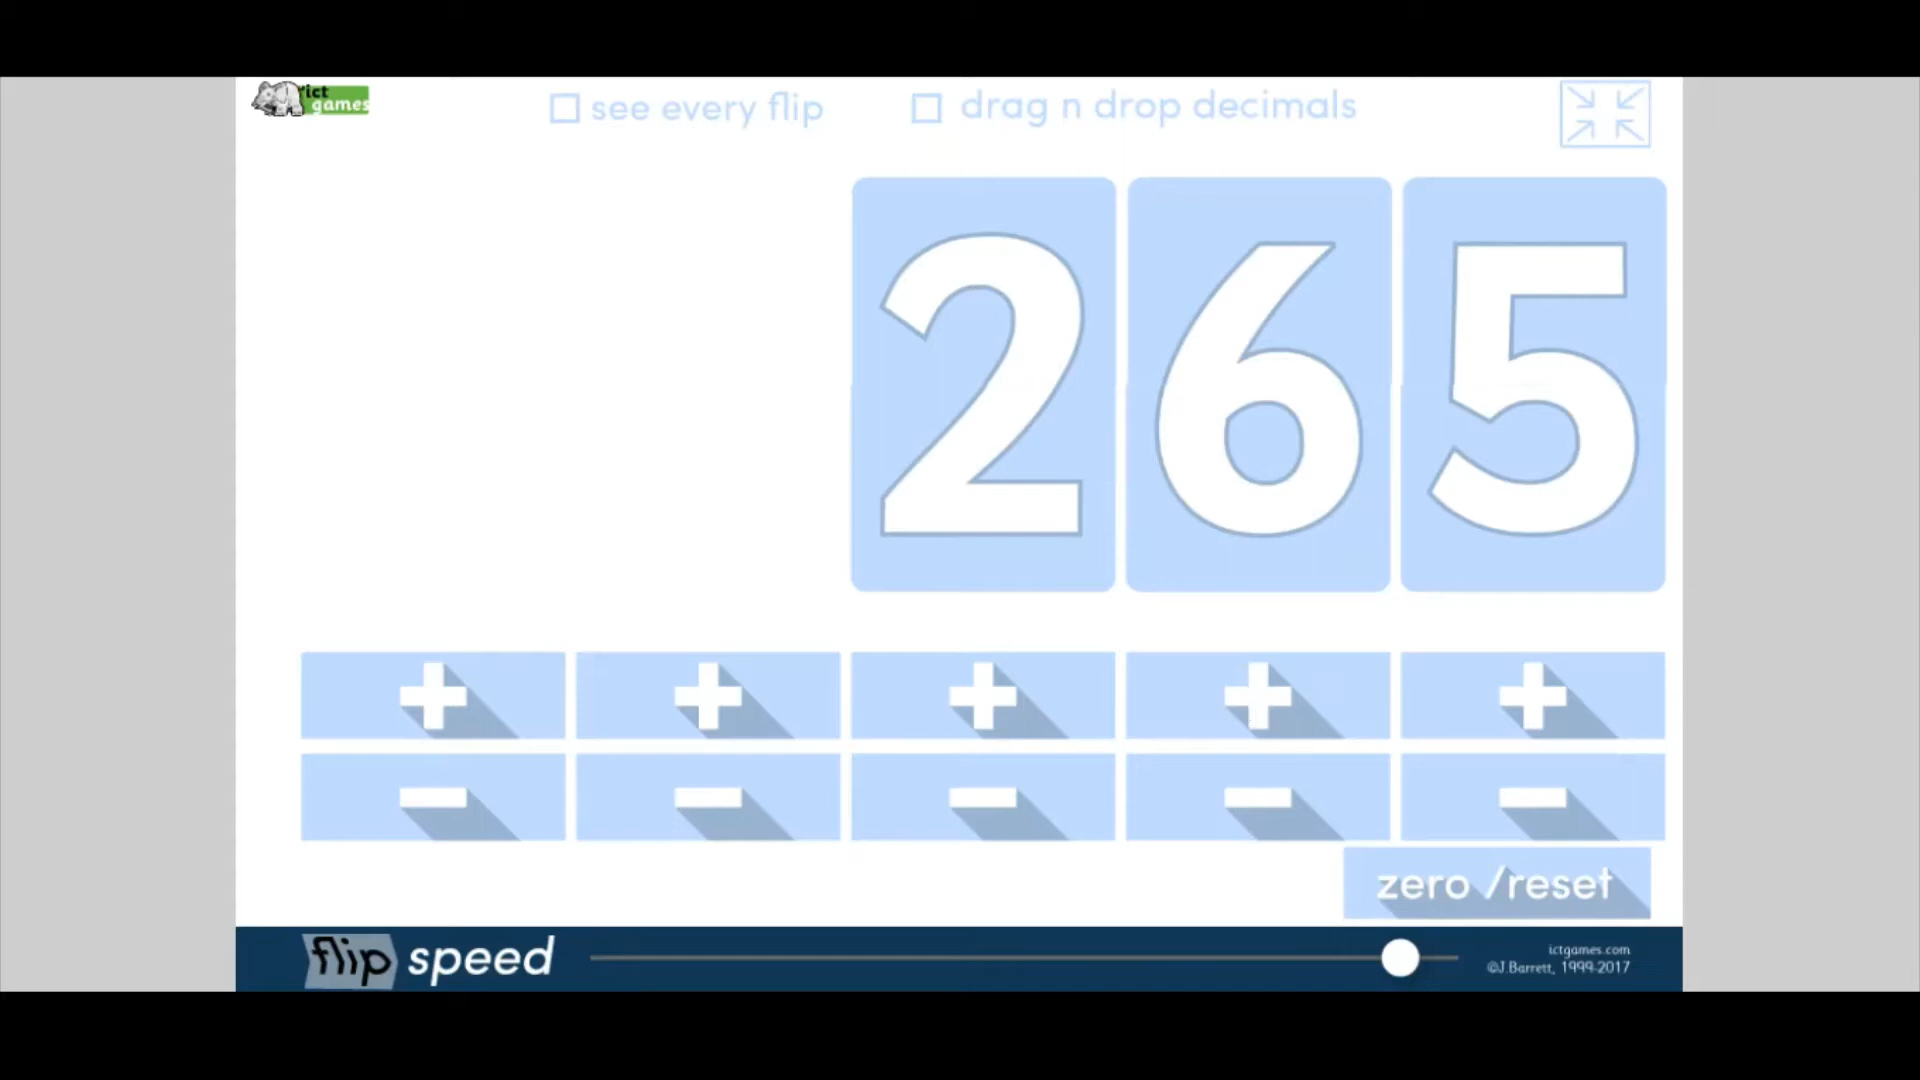 ict games
see every flip
drag n drop decimals
265
+ + + + +
- - - - -
zero /reset
flip speed
ictgames.com
©J.Barrett, 1999-2017